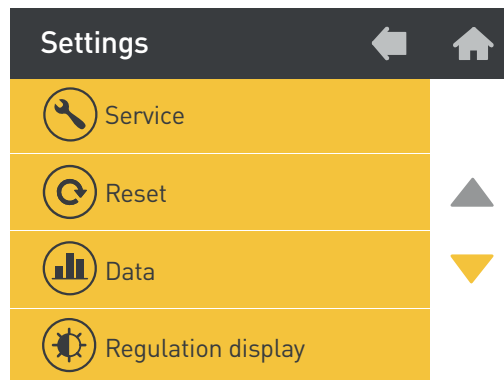 Settings
Service
Reset
Data
Regulation display